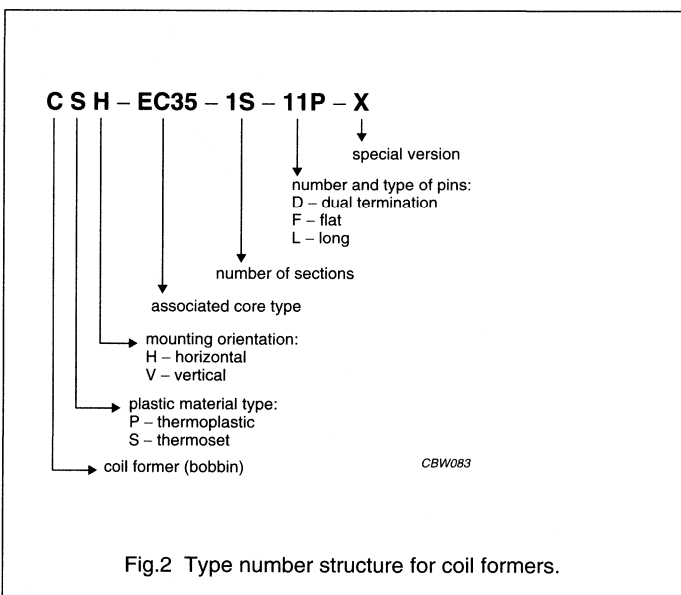 C S H – EC35 – 1S – 11P – X
special version
number and type of pins:
D – dual termination
F – flat
L – long
number of sections
associated core type
mounting orientation:
H – horizontal
V – vertical
plastic material type:
P – thermoplastic
S – thermoset
coil former (bobbin)
CBW083
Fig.2 Type number structure for coil formers.